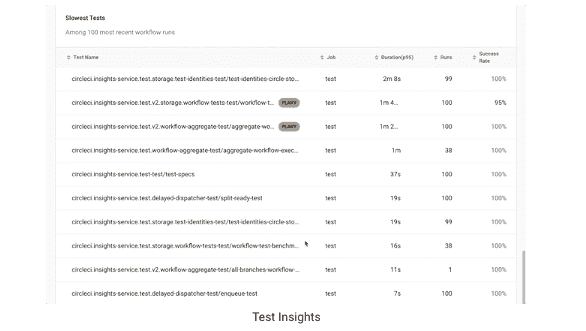 Slowest Tests
Among 100 most recent workflow runs
Test Name Job Duration(p95) Runs Success Rate
circleci.insights-service.test.storage.test-identities-test/test-identities-circle-sto... test 2m 8s 99 100%
circleci.insights-service.test.v2.storage.workflow-tests-test/workflow-t... FLAKY test 1m 4... 100 95%
circleci.insights-service.test.v2.workflow-aggregate-test/aggregate-wo... FLAKY test 1m 2... 100 100%
circleci.insights-service.test.workflow-aggregate-test/aggregate-workflow-exec... test 1m 38 100%
circleci.insights-service.test-test/test-specs test 37s 100 100%
circleci.insights-service.test.delayed-dispatcher-test/split-ready-test test 19s 100 100%
circleci.insights-service.test.storage.test-identities-test/test-identities-circle-sto... test 19s 99 100%
circleci.insights-service.test.storage.workflow-tests-test/workflow-test-benchm... test 16s 38 100%
circleci.insights-service.test.v2.workflow-aggregate-test/all-branches-workflow-... test 11s 1 100%
circleci.insights-service.test.delayed-dispatcher-test/enqueue-test test 7s 100 100%
Test Insights